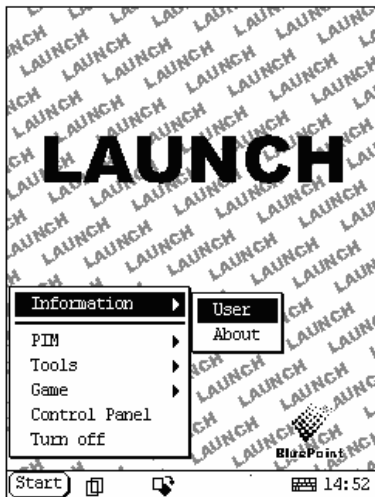 LAUNCH
Information
User
About
PIM
Tools
Game
Control Panel
Turn off
BluePoint
Start
14:52